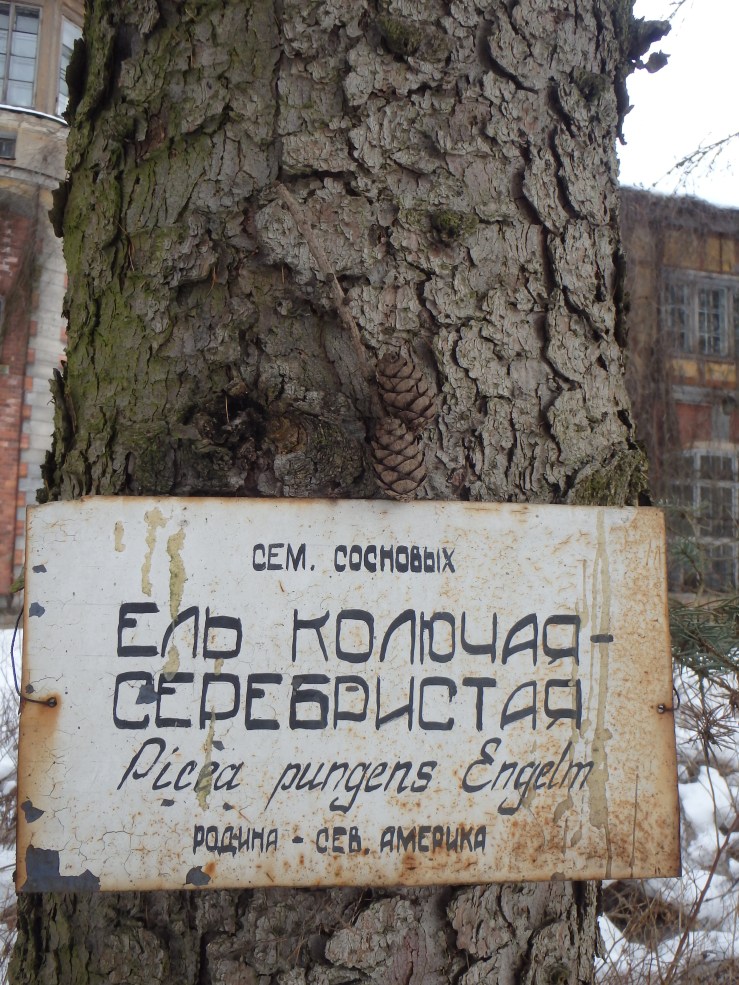 СЕМ. СОСНОВЫХ
ЕЛЬ КОЛЮЧАЯ-
СЕРЕБРИСТАЯ
Picea pungens Engelm
РОДИНА - СЕВ. АМЕРИКА